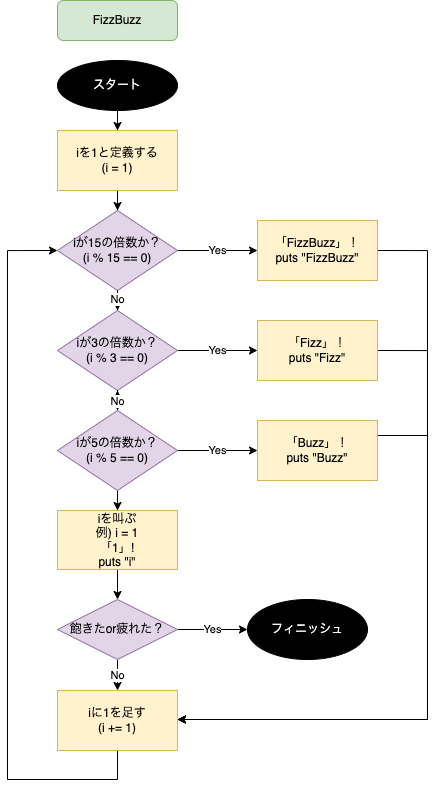 FizzBuzz
スタート
iを1と定義する
(i = 1)
iが15の倍数か？
(i % 15 == 0)
Yes
「FizzBuzz」！
puts "FizzBuzz"
No
iが3の倍数か？
(i % 3 == 0)
Yes
「Fizz」！
puts "Fizz"
No
iが5の倍数か？
(i % 5 == 0)
Yes
「Buzz」！
puts "Buzz"
iを叫ぶ
例) i = 1
「1」！
puts "i"
飽きたor疲れた？
Yes
フィニッシュ
No
iに1を足す
(i += 1)